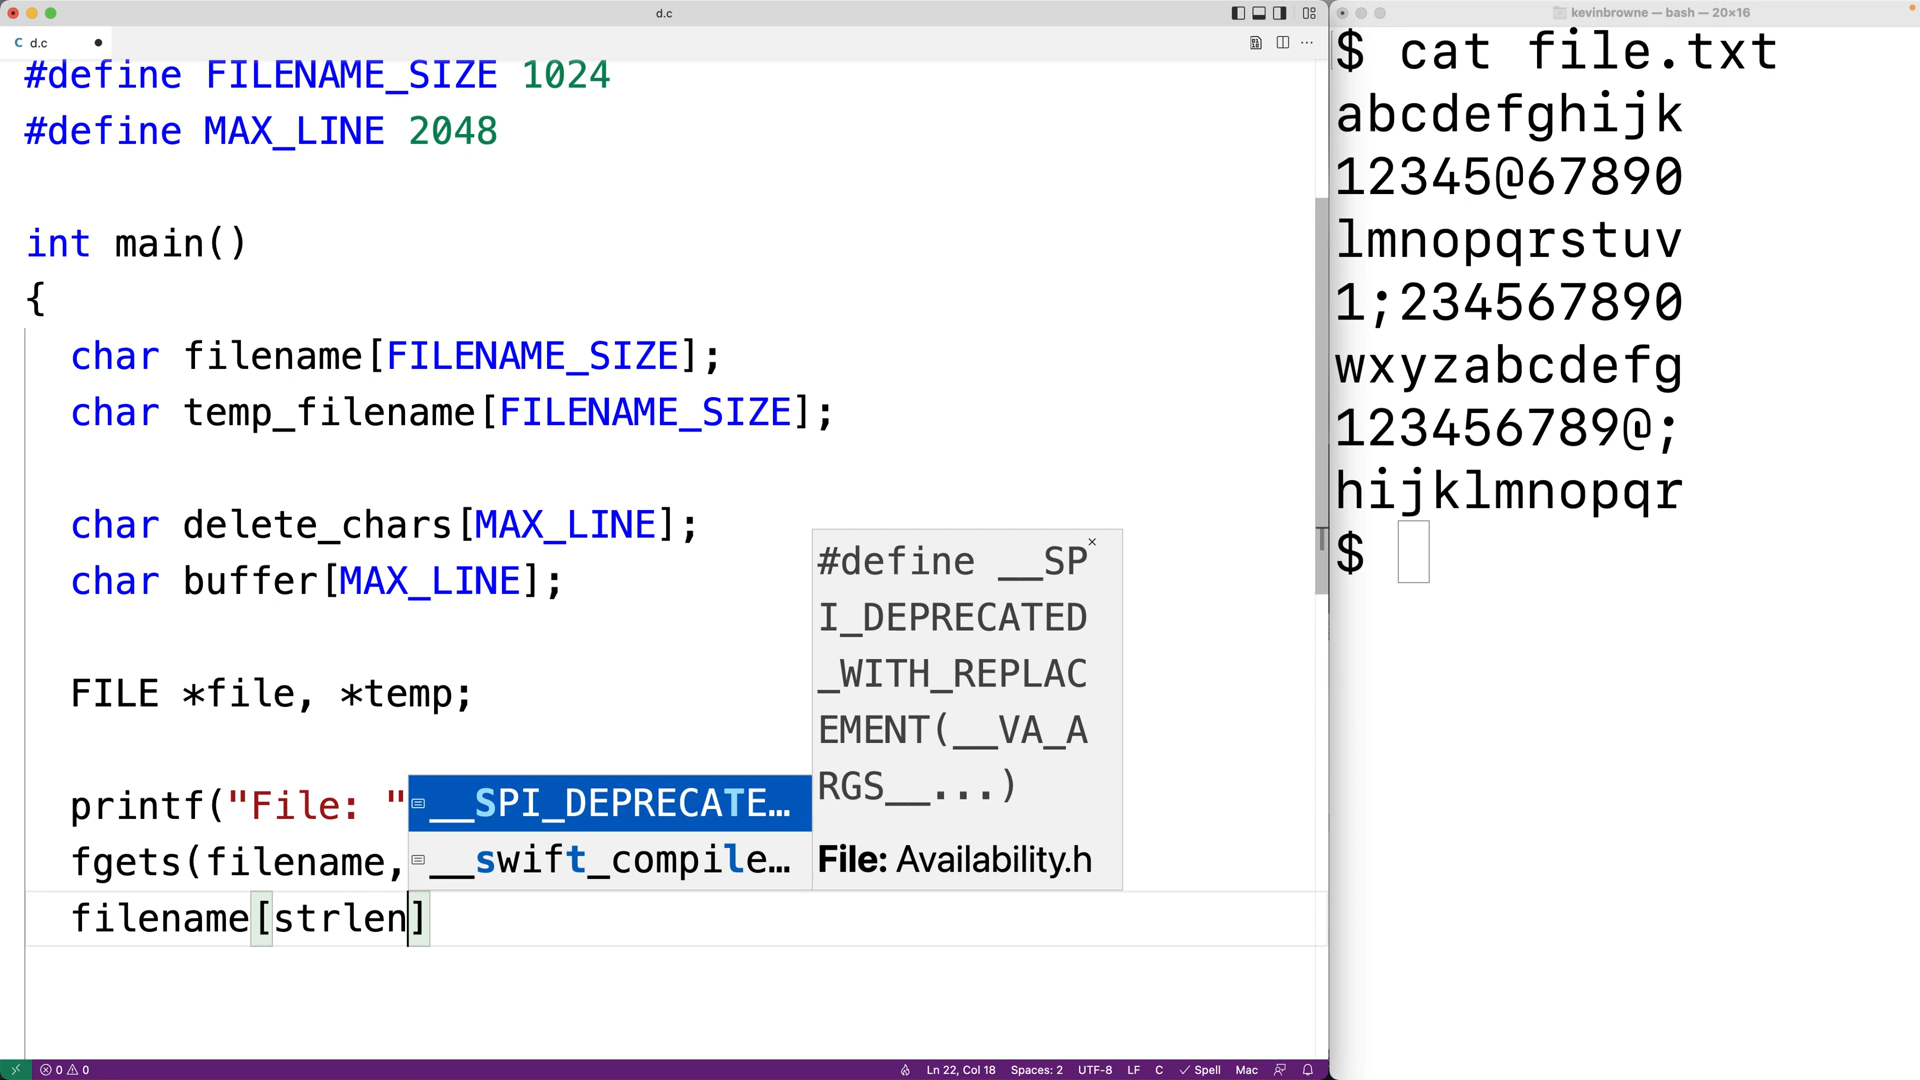 d.c
C d.c
#define FILENAME_SIZE 1024
#define MAX_LINE 2048
int main()
{
char filename[FILENAME_SIZE];
char temp_filename[FILENAME_SIZE];
char delete_chars[MAX_LINE];
char buffer[MAX_LINE];
FILE *file, *temp;
printf("File: "
fgets(filename,
filename[strlen]
__SPI_DEPRECATE…
__swift_compile…
#define __SP
I_DEPRECATED
_WITH_REPLAC
EMENT(__VA_A
RGS__...)
File: Availability.h
0 0
Ln 22, Col 18 Spaces: 2 UTF-8 LF C Spell Mac
kevinbrowne — bash — 20×16
$ cat file.txt
abcdefghijk
12345@67890
lmnopqrstuv
1;234567890
wxyzabcdefg
123456789@;
hijklmnopqr
$